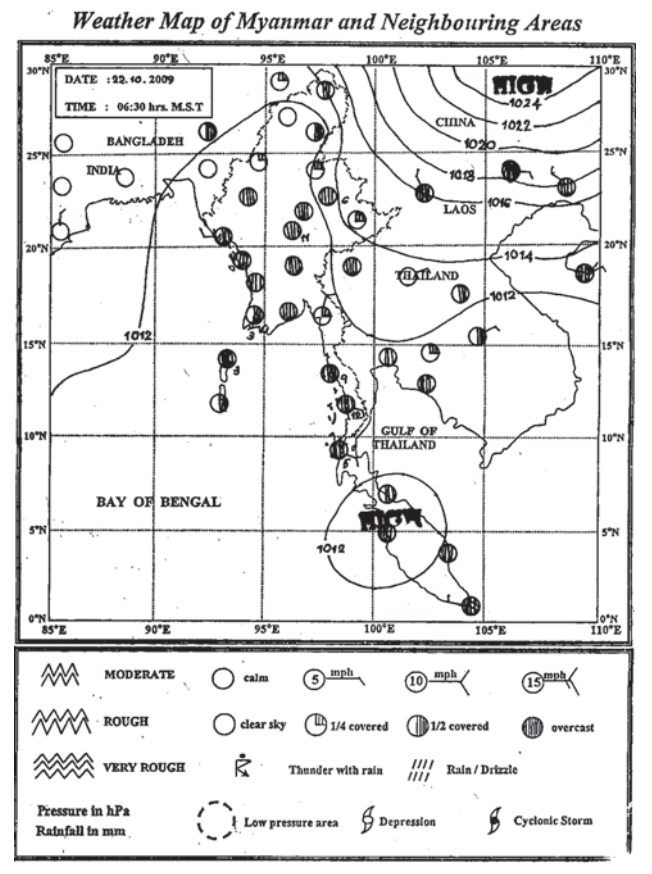 Weather Map of Myanmar and Neighbouring Areas
85°E 90°E 95°E 100°E 105°E 110°E
30°N 30°N
DATE : 22.10.2009
TIME : 06:30 hrs. M.S.T
HIGH
1024
CHINA
1022
BANGLADEH
1020
25°N 25°N
INDIA
1018
1016
LAOS
6
11
20°N 20°N
1014
THAILAND
1012
1012
3
15°N 15°N
3
9
10°N 10°N
GULF OF
THAILAND
BAY OF BENGAL
HIGH
5°N 5°N
1012
0°N 0°N
85°E 90°E 95°E 100°E 105°E 110°E
MODERATE calm 5 mph 10 mph 15 mph
ROUGH clear sky 1/4 covered 1/2 covered overcast
VERY ROUGH Thunder with rain Rain / Drizzle
Pressure in hPa
Rainfall in mm
Low pressure area Depression Cyclonic Storm